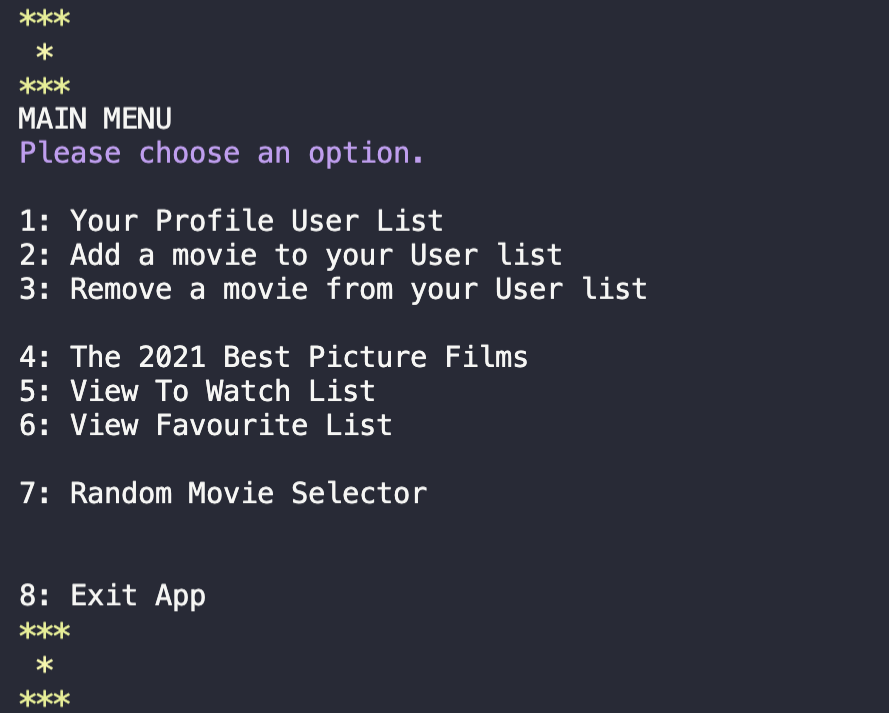 ***
*
***
MAIN MENU
Please choose an option.
1: Your Profile User List
2: Add a movie to your User list
3: Remove a movie from your User list
4: The 2021 Best Picture Films
5: View To Watch List
6: View Favourite List
7: Random Movie Selector
8: Exit App
***
*
***